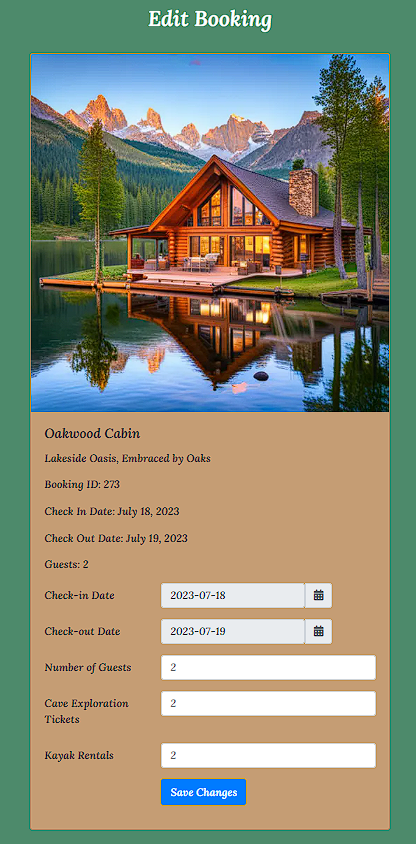 Edit Booking
Oakwood Cabin
Lakeside Oasis, Embraced by Oaks
Booking ID: 273
Check In Date: July 18, 2023
Check Out Date: July 19, 2023
Guests: 2
Check-in Date 2023-07-18
Check-out Date 2023-07-19
Number of Guests 2
Cave Exploration 2
Tickets
Kayak Rentals 2
Save Changes